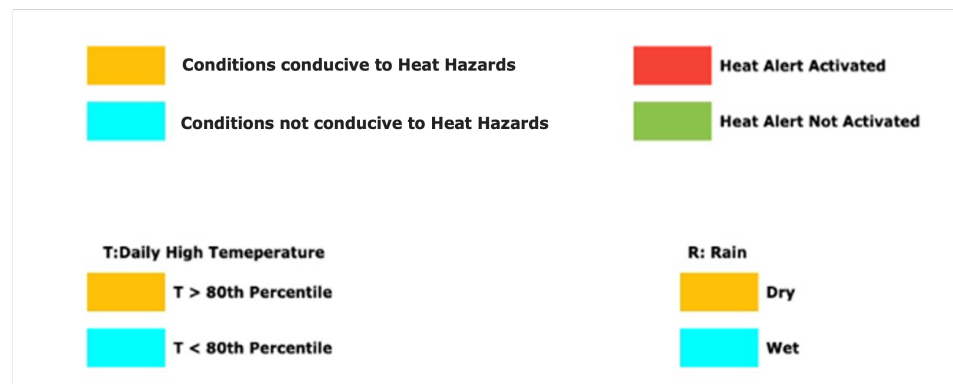 Conditions conducive to Heat Hazards
Heat Alert Activated
Conditions not conducive to Heat Hazards
Heat Alert Not Activated
T:Daily High Temeperature
R: Rain
T > 80th Percentile
Dry
T < 80th Percentile
Wet